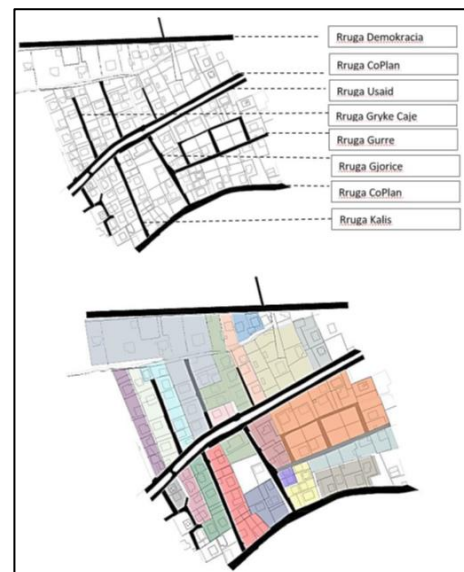 Rruga Demokracia
Rruga CoPlan
Rruga Usaid
Rruga Gryke Caje
Rruga Gurre
Rruga Gjorice
Rruga CoPlan
Rruga Kalis